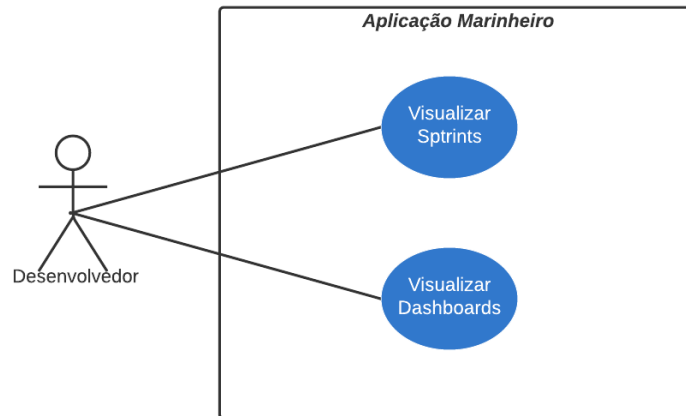 Aplicação Marinheiro
Visualizar
Sptrints
Desenvolvedor
Visualizar
Dashboards